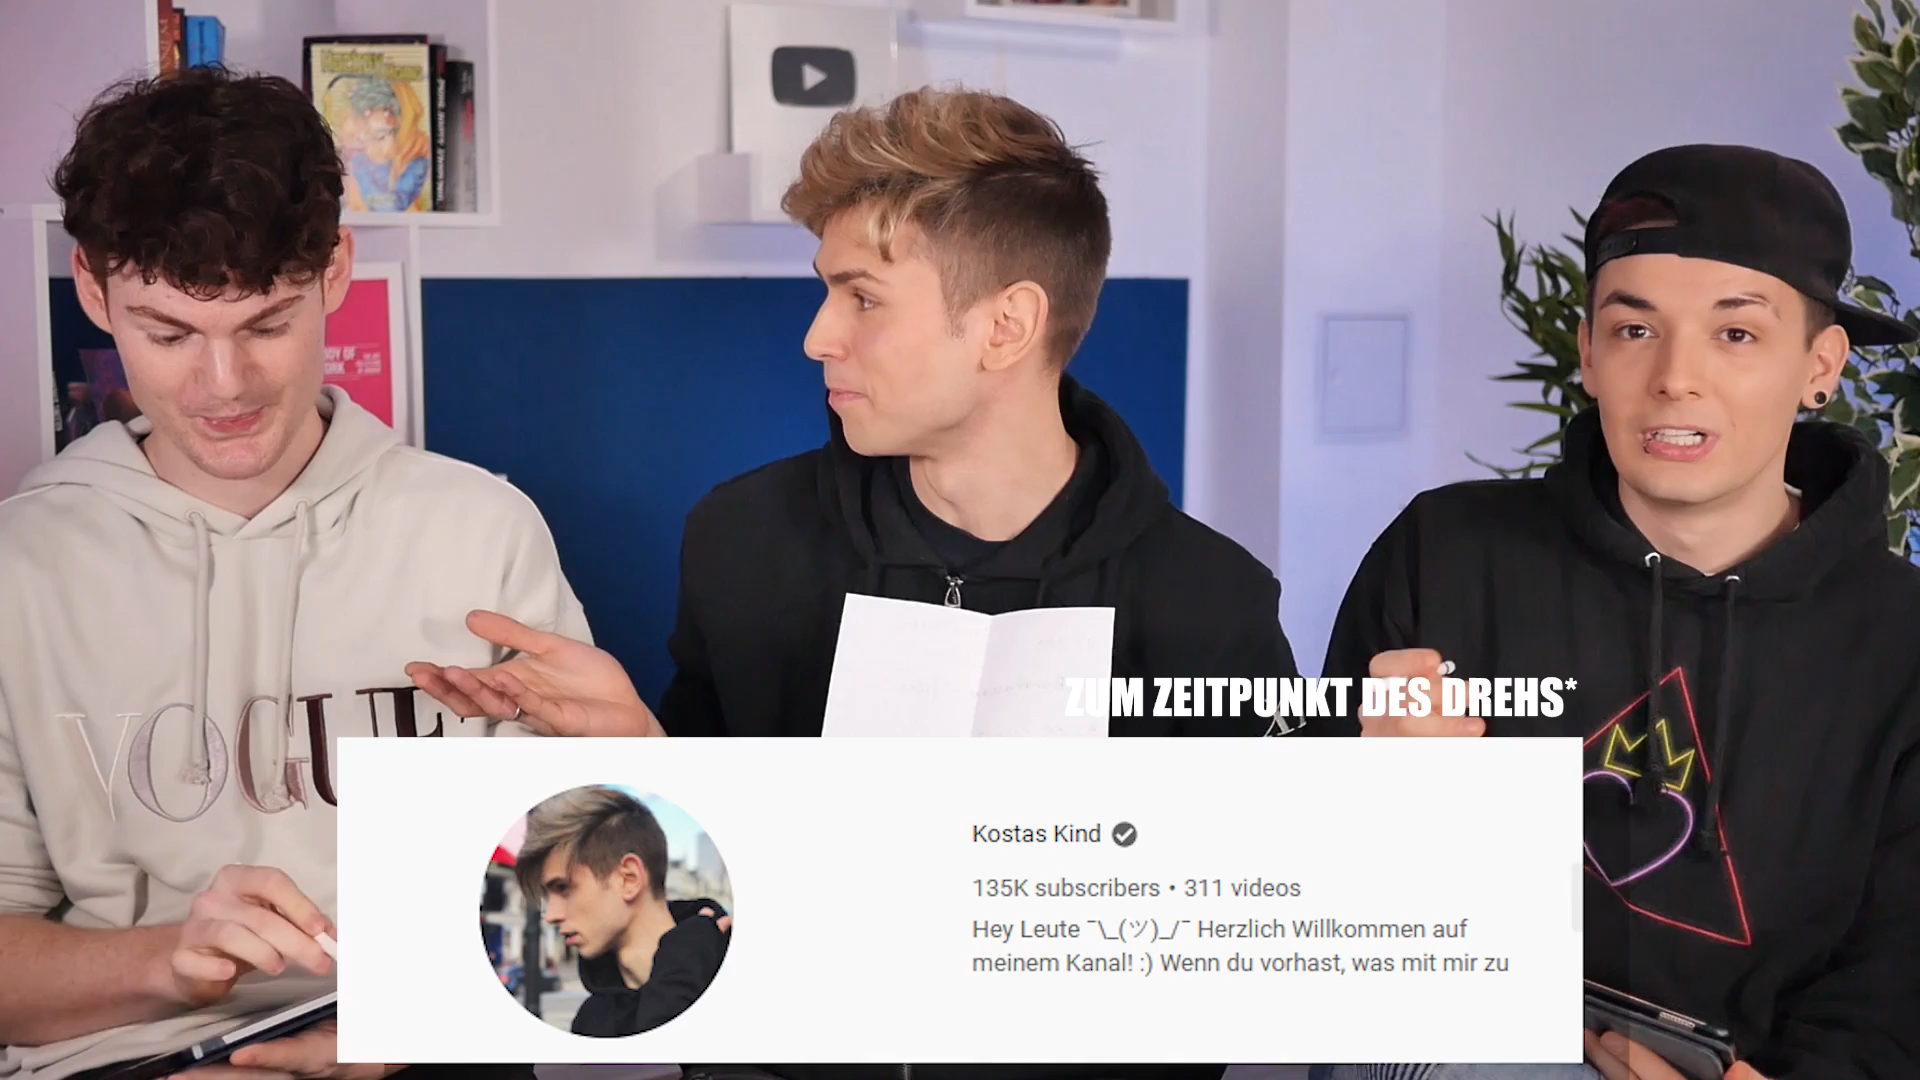 VOGUE
ZUM ZEITPUNKT DES DREHS*
Kostas Kind
135K subscribers • 311 videos
Hey Leute ¯\_(ツ)_/¯ Herzlich Willkommen auf
meinem Kanal! :) Wenn du vorhast, was mit mir zu